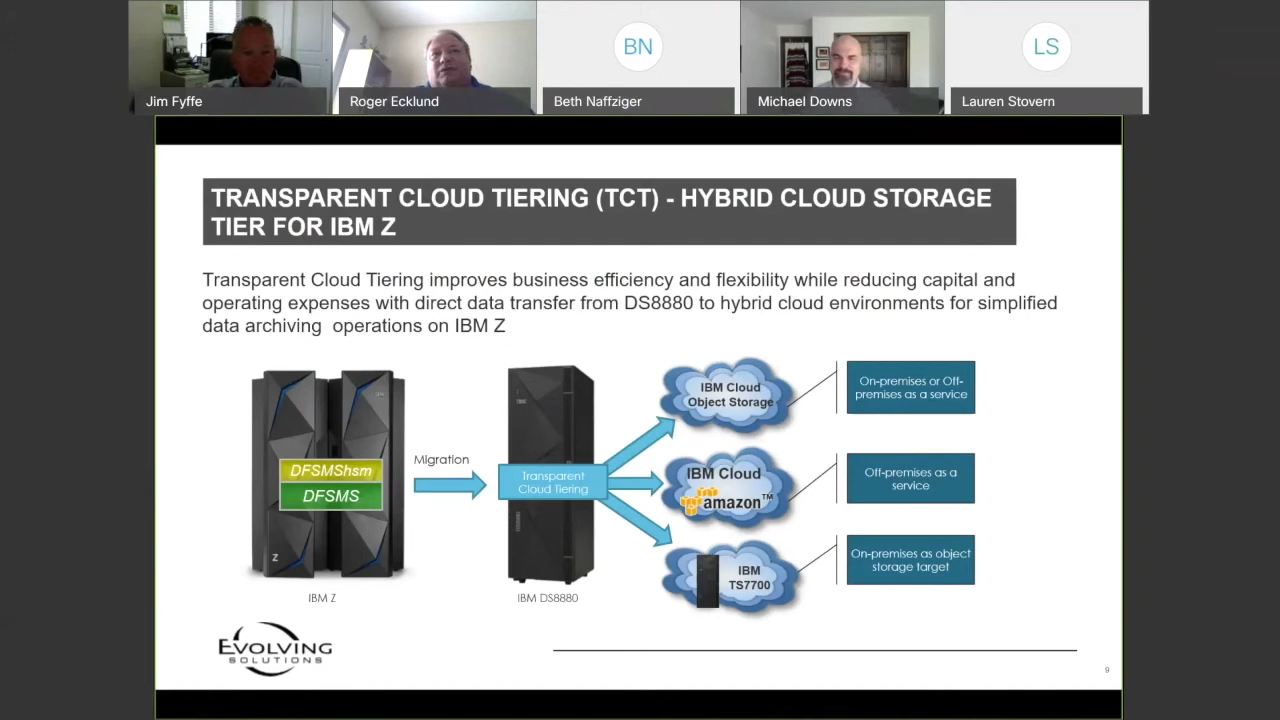 BN
LS
Jim Fyffe
Roger Ecklund
Beth Naffziger
Michael Downs
Lauren Stovern
TRANSPARENT CLOUD TIERING (TCT) - HYBRID CLOUD STORAGE
TIER FOR IBM Z
Transparent Cloud Tiering improves business efficiency and flexibility while reducing capital and
operating expenses with direct data transfer from DS8880 to hybrid cloud environments for simplified
data archiving operations on IBM Z
DFSMShsm
DFSMS
Z
IBM Z
Migration
Transparent
Cloud Tiering
IBM DS8880
IBM Cloud
Object Storage
On-premises or Off-
premises as a service
IBM Cloud
amazon™
Off-premises as a
service
IBM
TS7700
On-premises as object
storage target
EVOLVING
SOLUTIONS
9